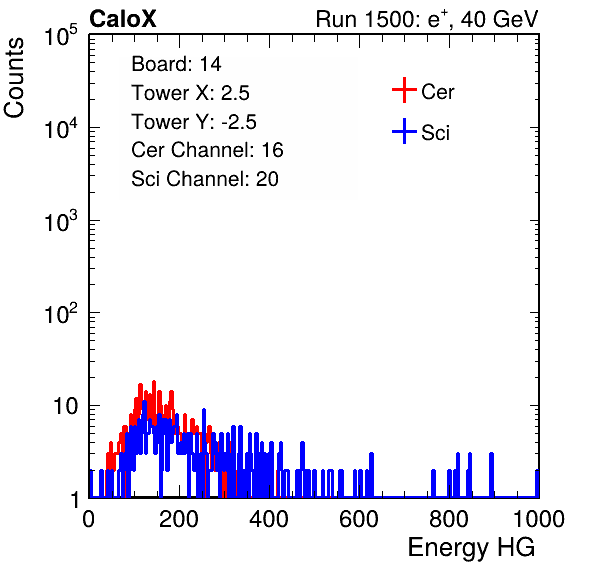 CaloX Run 1500: e⁺, 40 GeV
Counts
10⁵
10⁴
10³
10²
10
1
Board: 14
Tower X: 2.5
Tower Y: -2.5
Cer Channel: 16
Sci Channel: 20
Cer
Sci
0 200 400 600 800 1000
Energy HG